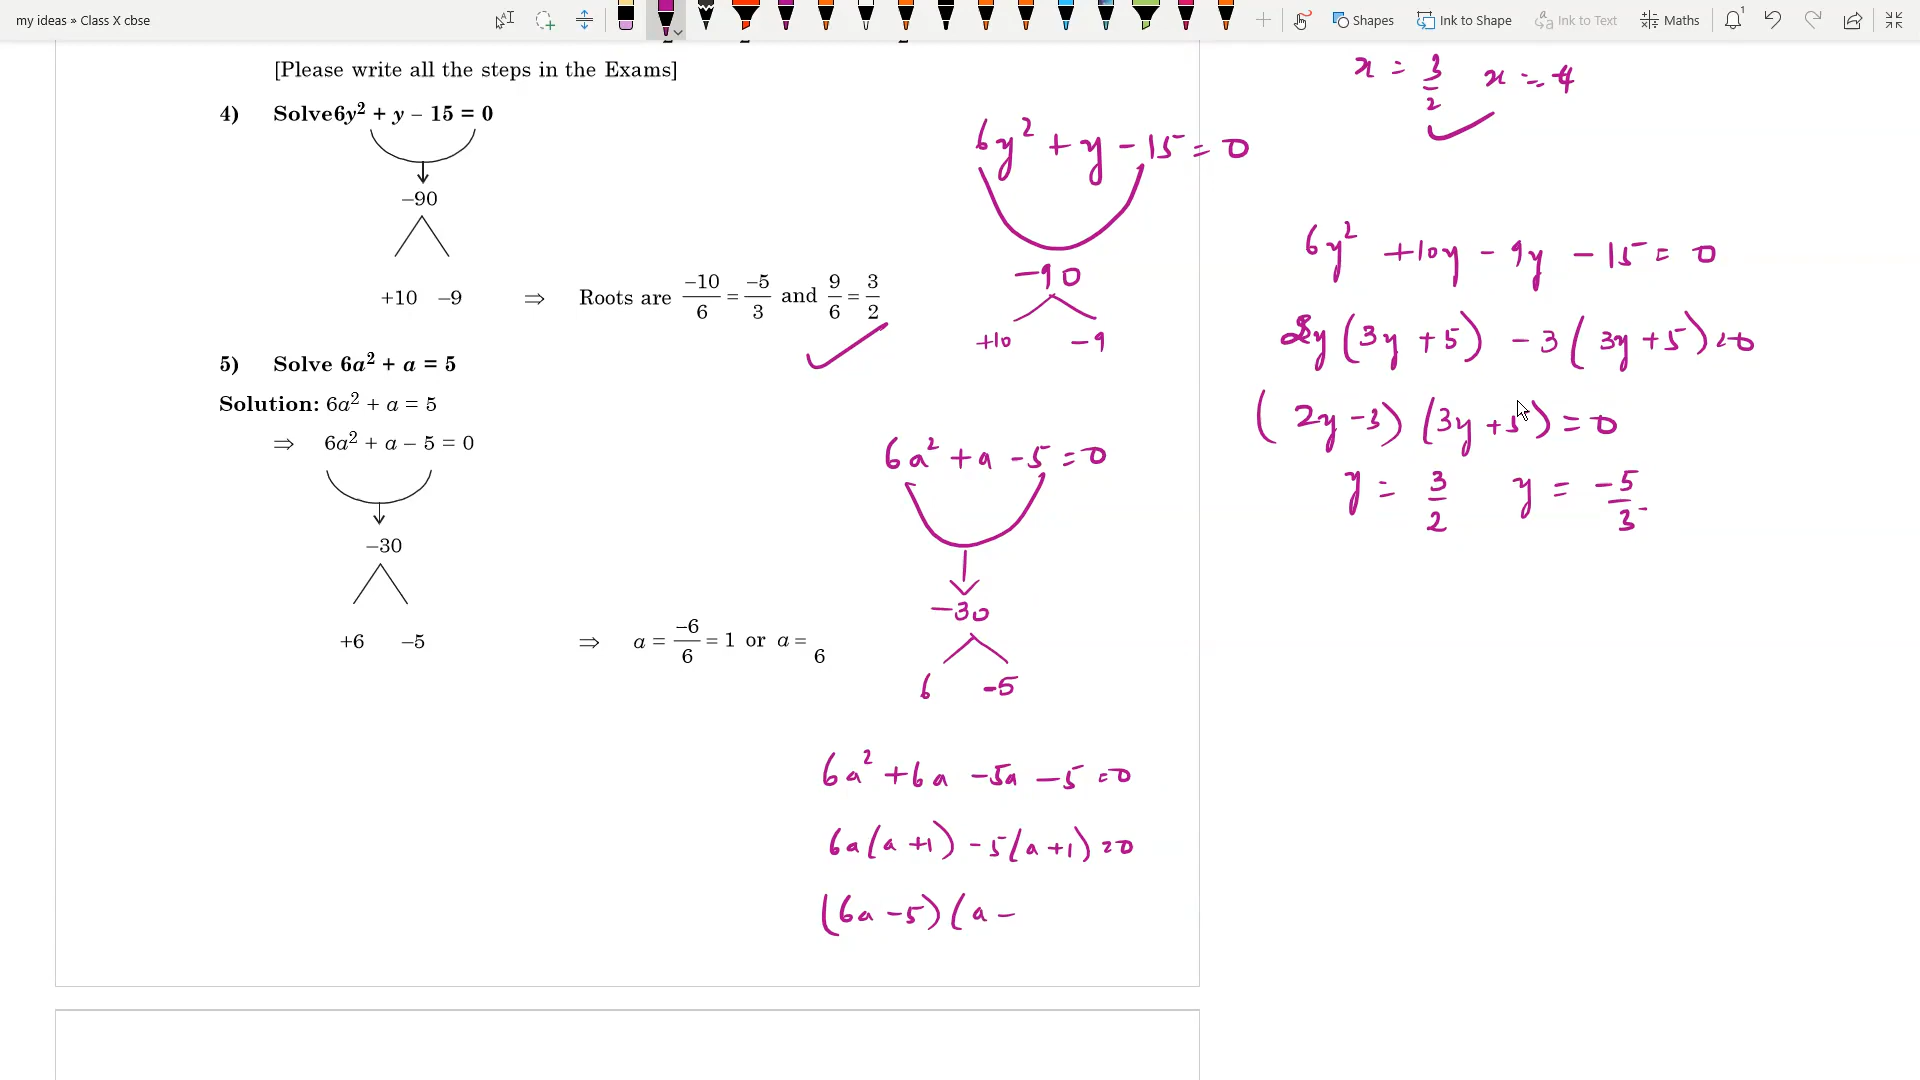 my ideas » Class X cbse
Shapes
Ink to Shape
Ink to Text
Maths
[Please write all the steps in the Exams]
4) Solve6y² + y – 15 = 0
–90
+10 –9 ⇒ Roots are –10/6 = –5/3 and 9/6 = 3/2
5) Solve 6a² + a = 5
Solution: 6a² + a = 5
⇒ 6a² + a – 5 = 0
–30
+6 –5 ⇒ a = –6/6 = 1 or a = 6
6y² + y – 15 = 0
–90
+10 –9
6a² + a – 5 = 0
–30
6 –5
6a² + 6a – 5a – 5 = 0
6a(a + 1) – 5(a + 1) = 0
(6a – 5)(a –
x = 3/2 x = –4
6y² + 10y – 9y – 15 = 0
2y(3y + 5) – 3(3y + 5) = 0
(2y – 3)(3y + 5) = 0
y = 3/2 y = –5/3